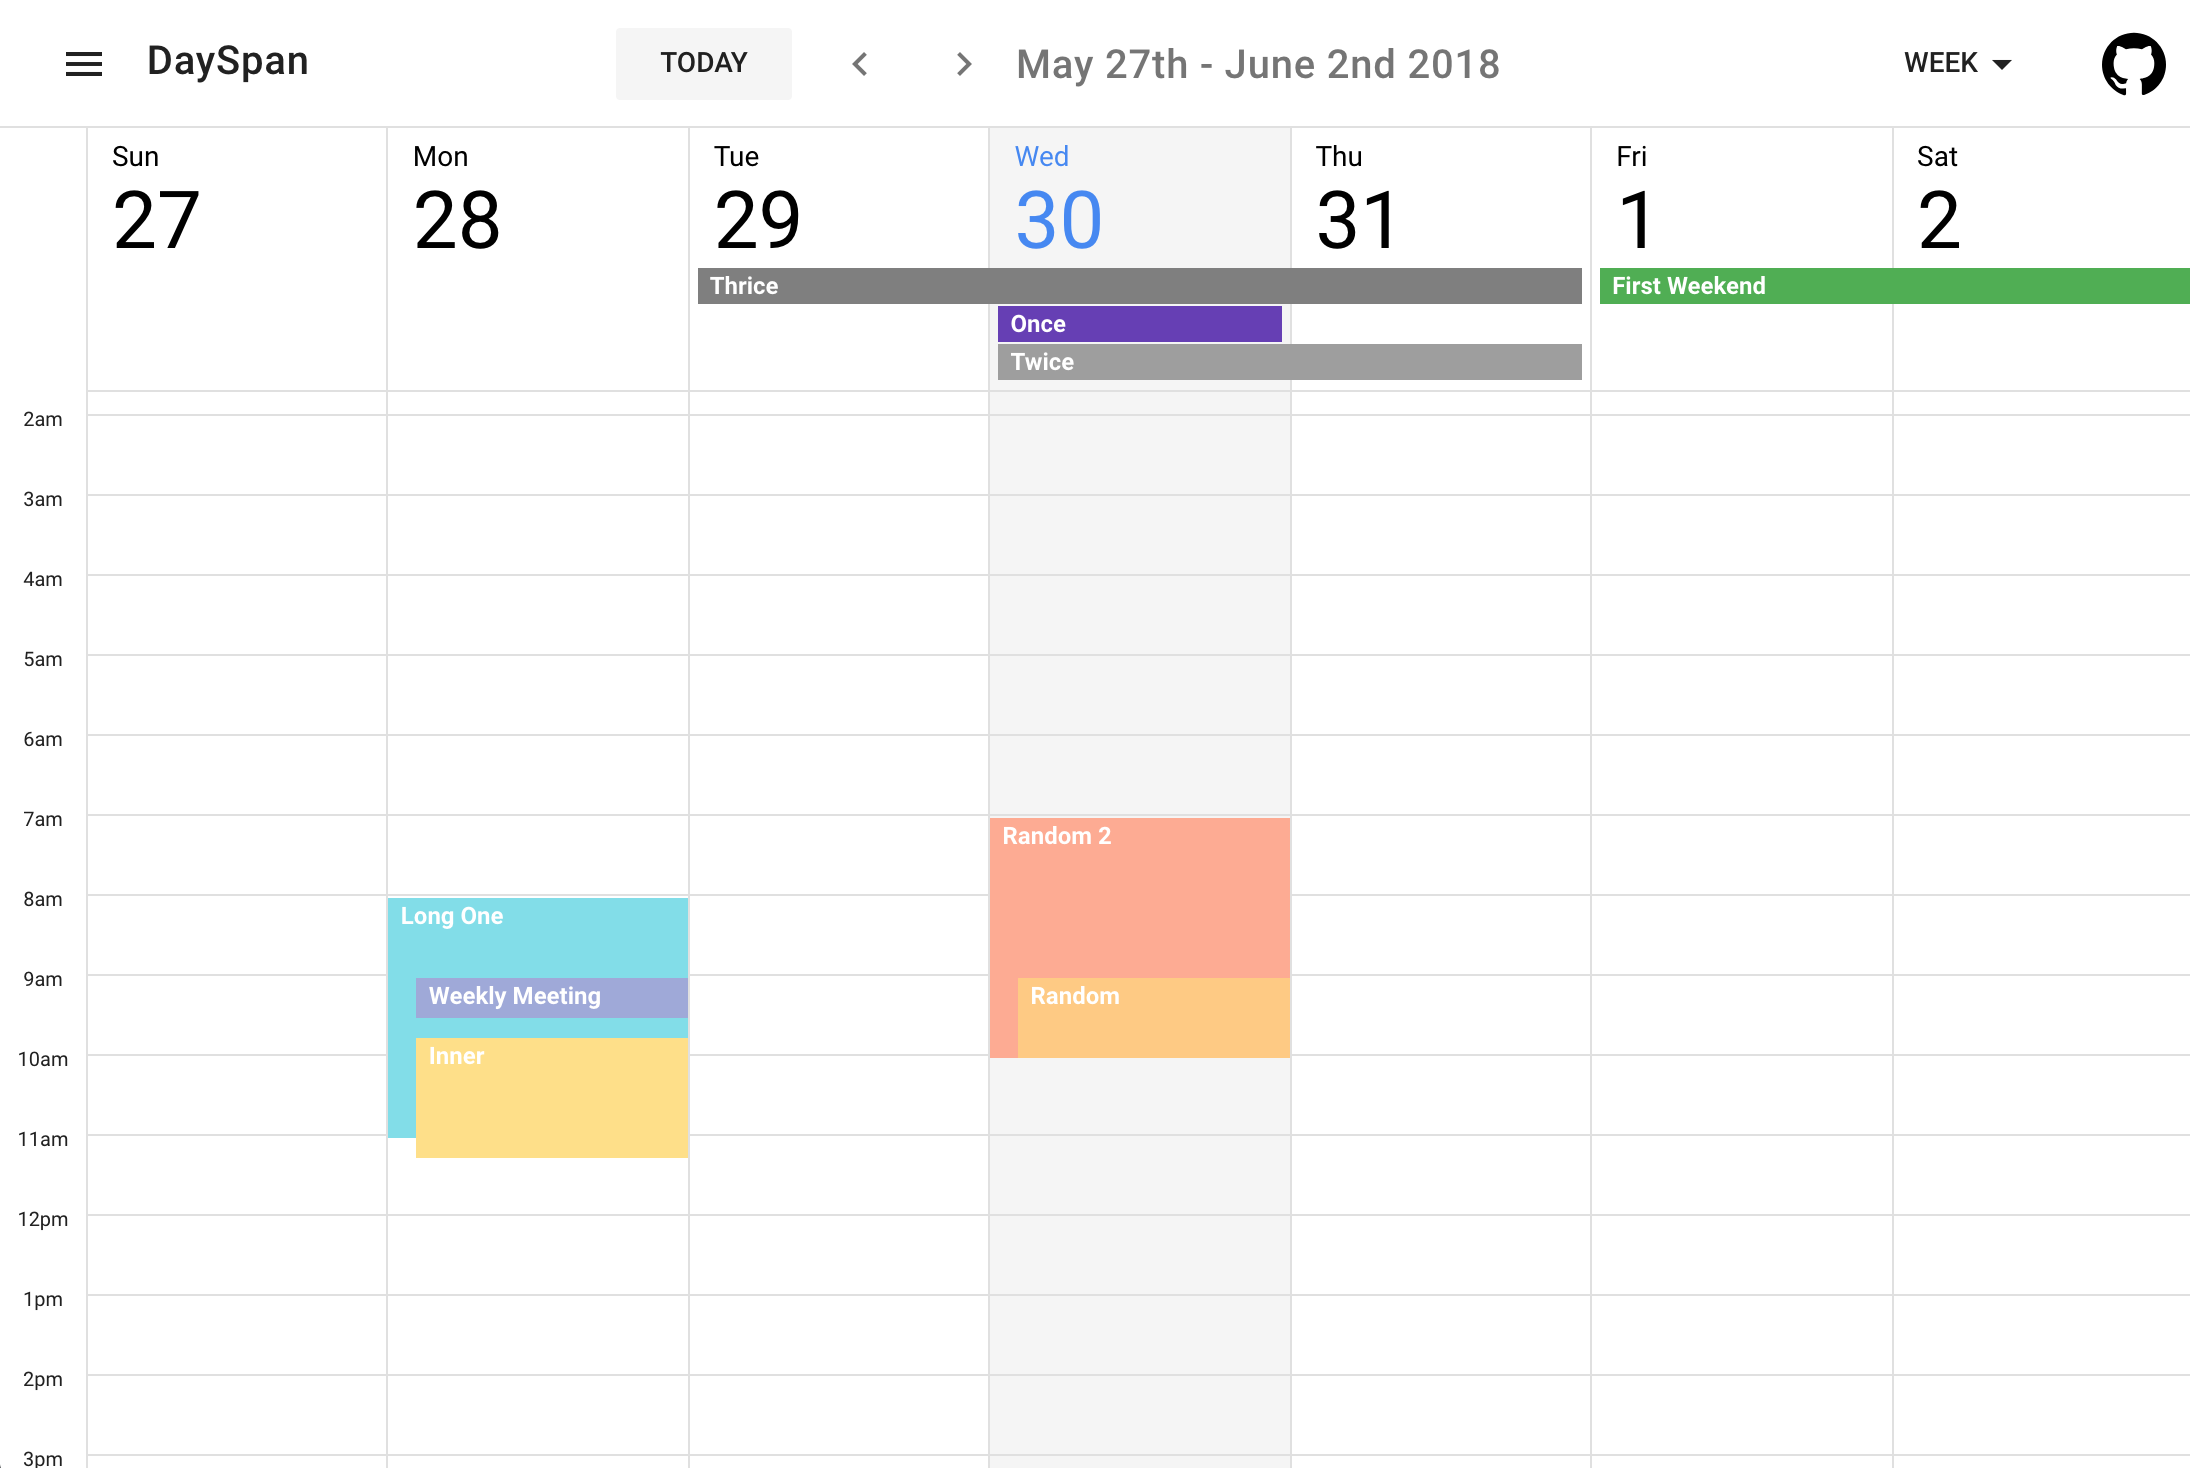 DaySpan TODAY May 27th - June 2nd 2018 WEEK
Sun Mon Tue Wed Thu Fri Sat
27 28 29 30 31 1 2
Thrice First Weekend
Once
Twice
2am
3am
4am
5am
6am
7am
Random 2
8am
Long One
9am
Weekly Meeting Random
10am
Inner
11am
12pm
1pm
2pm
3pm